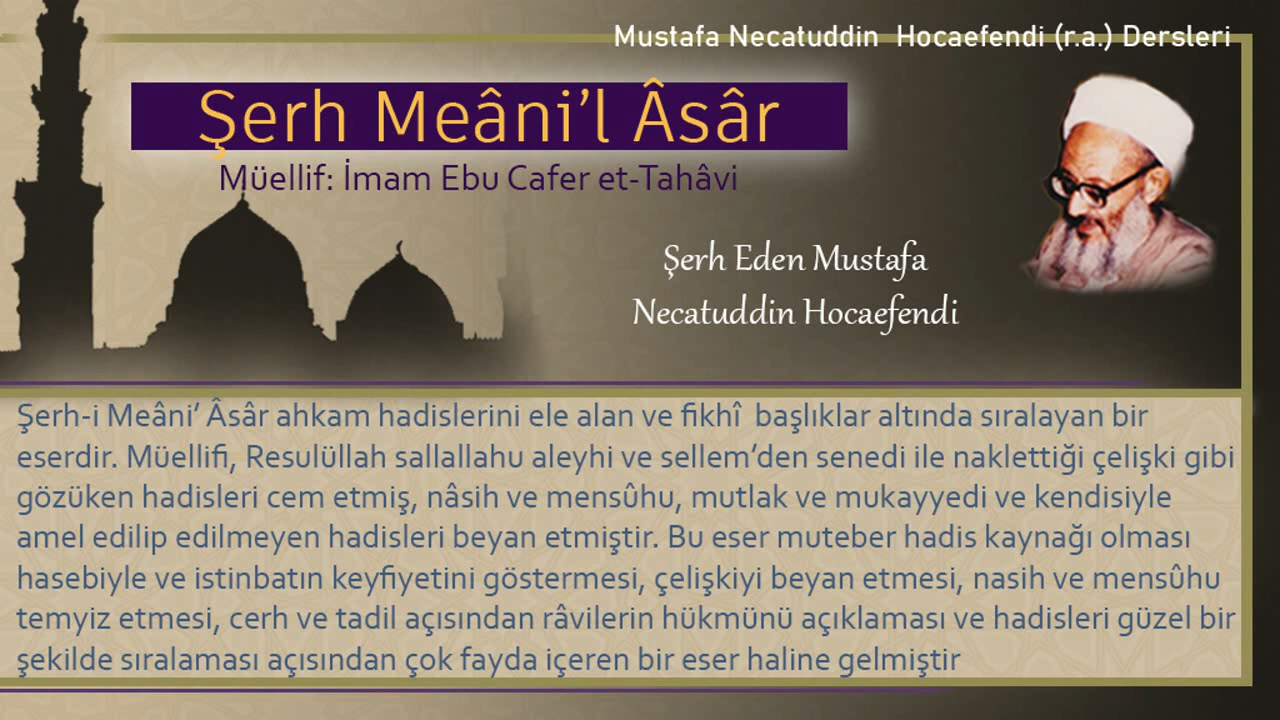 Mustafa Necatuddin Hocaefendi (r.a.) Dersleri
Şerh Meâni’l Âsâr
Müellif: İmam Ebu Cafer et-Tahâvi
Şerh Eden Mustafa
Necatuddin Hocaefendi
Şerh-i Meâni’ Âsâr ahkam hadislerini ele alan ve fikhî başlıklar altında sıralayan bir
eserdir. Müellifi, Resulüllah sallallahu aleyhi ve sellem’den senedi ile naklettiği çelişki gibi
gözüken hadisleri cem etmiş, nâsih ve mensûhu, mutlak ve mukayyedi ve kendisiyle
amel edilip edilmeyen hadisleri beyan etmiştir. Bu eser muteber hadis kaynağı olması
hasebiyle ve istinbatın keyfiyetini göstermesi, çelişkiyi beyan etmesi, nasih ve mensûhu
temyiz etmesi, cerh ve tadil açısından râvilerin hükmünü açıklaması ve hadisleri güzel bir
şekilde sıralaması açısından çok fayda içeren bir eser haline gelmiştir